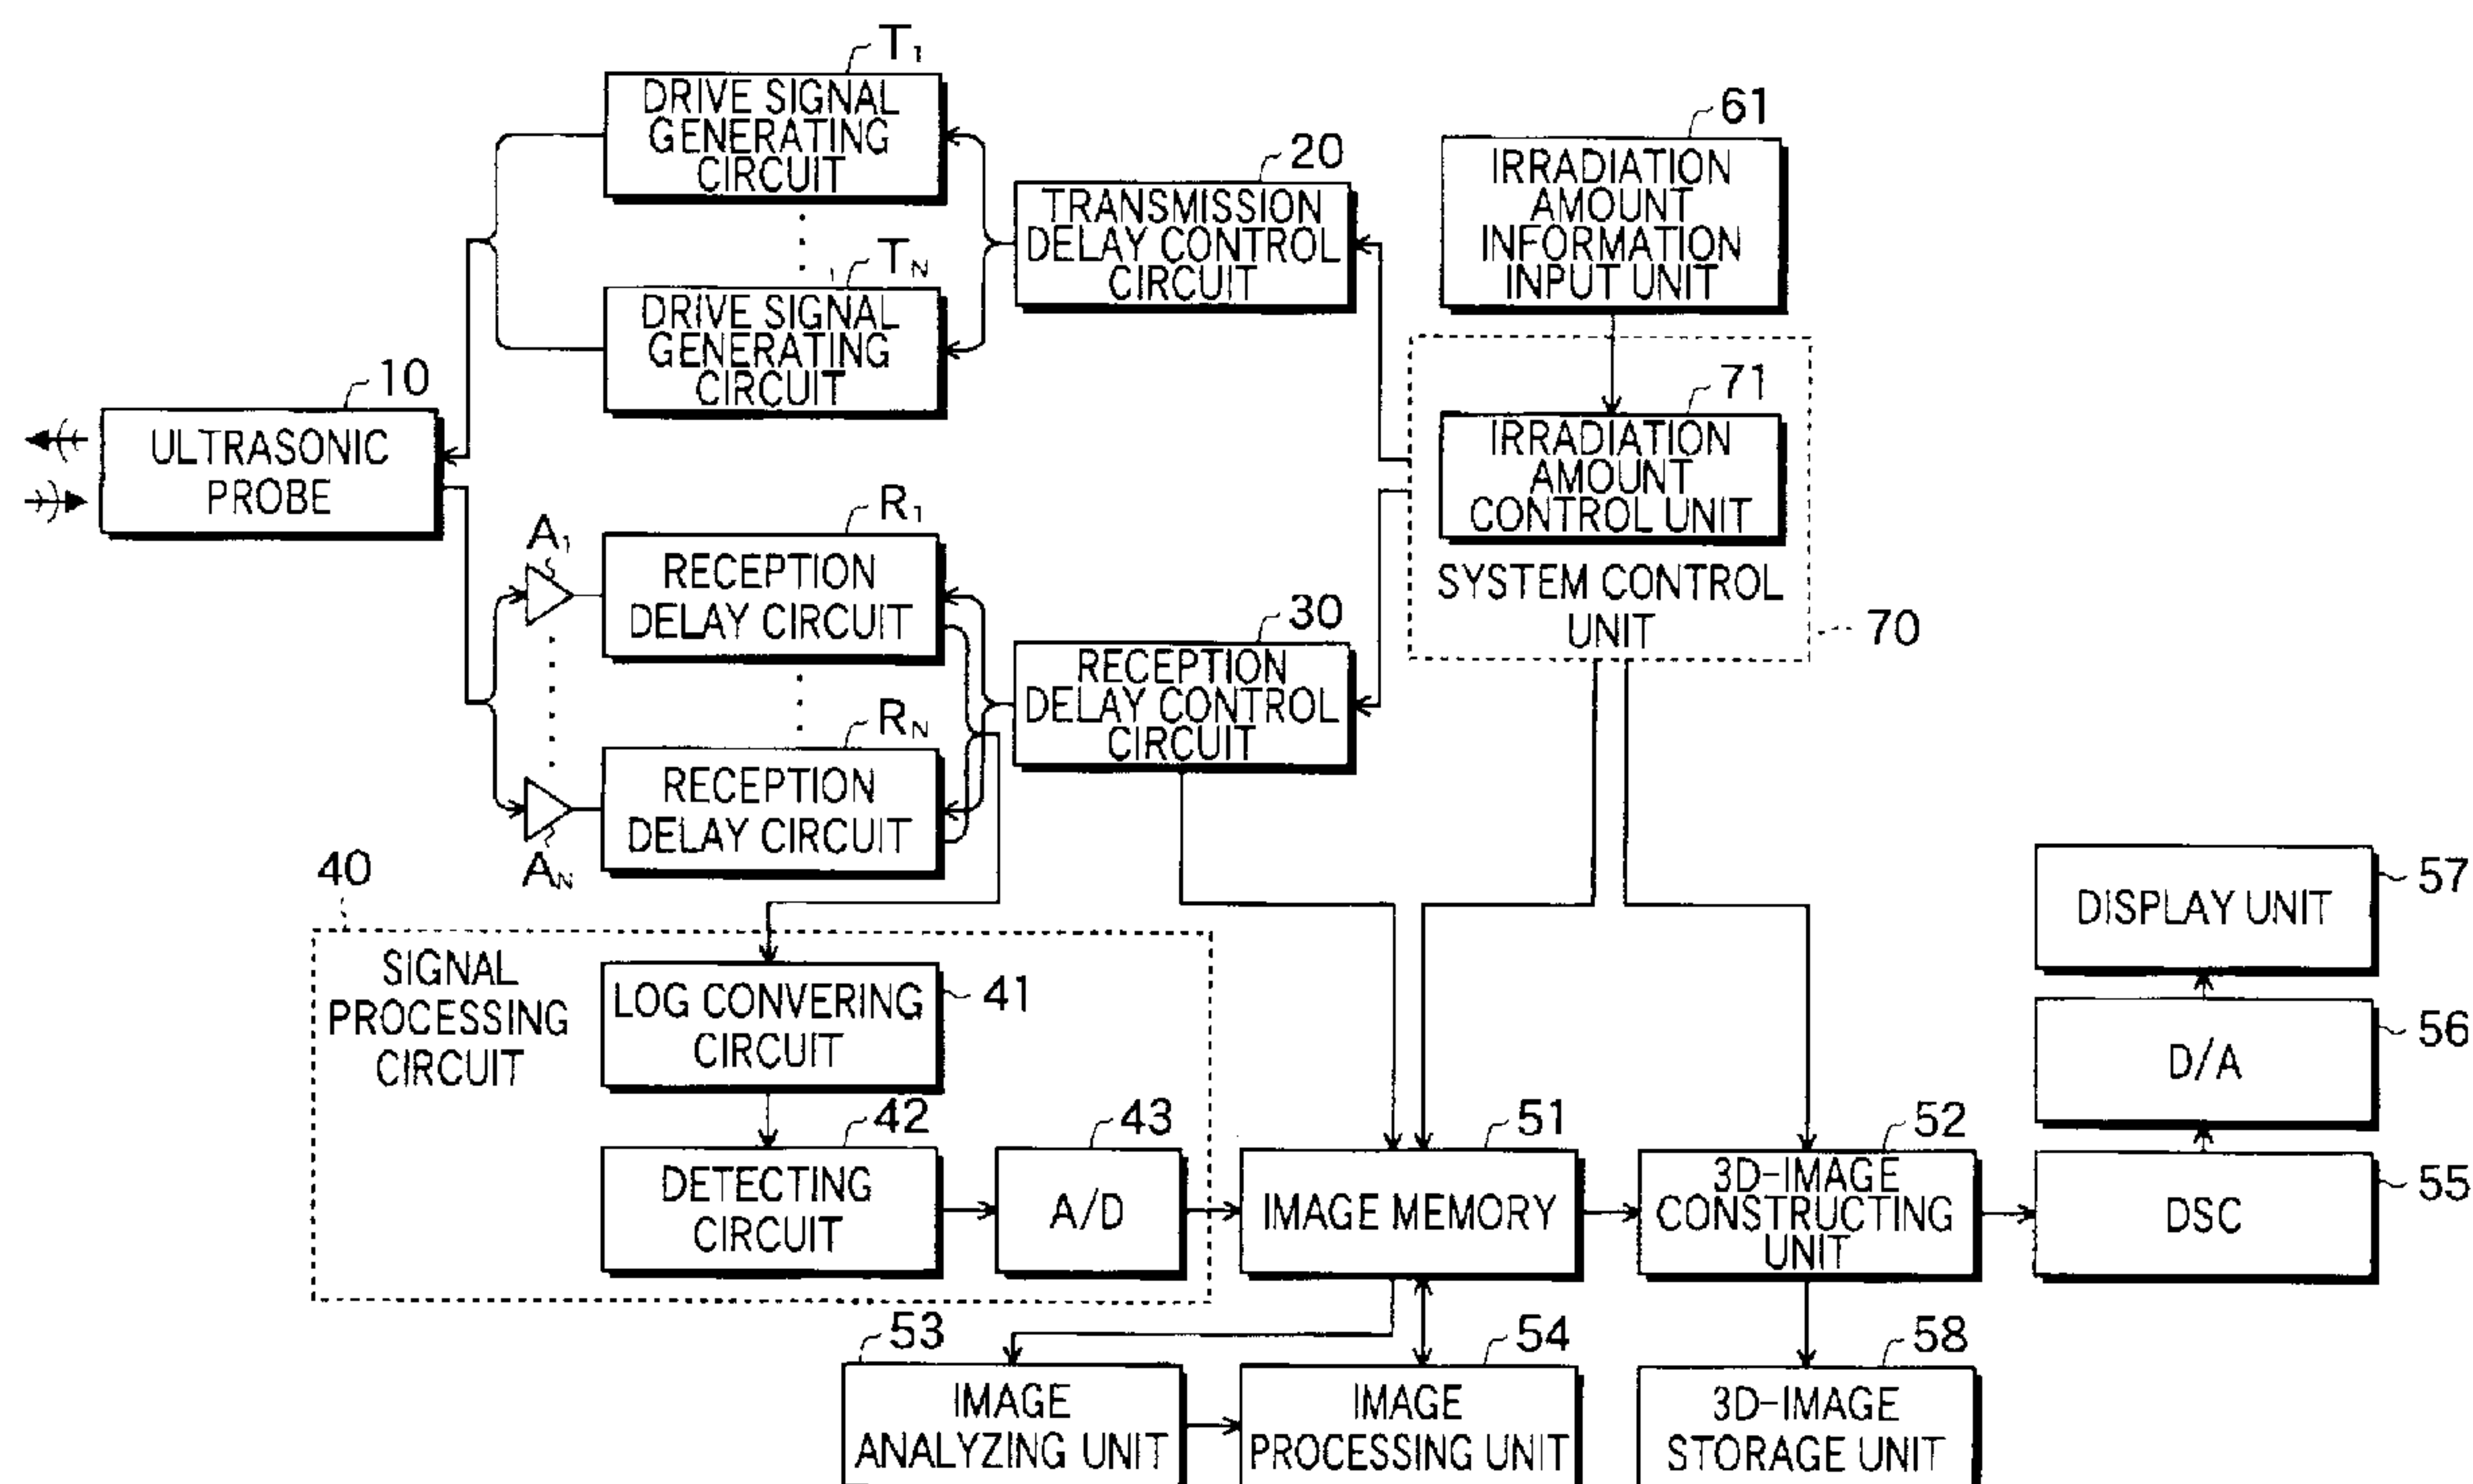 T1
DRIVE SIGNAL
GENERATING
CIRCUIT
TN
DRIVE SIGNAL
GENERATING
CIRCUIT
20
TRANSMISSION
DELAY CONTROL
CIRCUIT
61
IRRADIATION
AMOUNT
INFORMATION
INPUT UNIT
71
IRRADIATION
AMOUNT
CONTROL UNIT
SYSTEM CONTROL
UNIT
70
10
ULTRASONIC
PROBE
A1
R1
RECEPTION
DELAY CIRCUIT
RN
RECEPTION
DELAY CIRCUIT
AN
30
RECEPTION
DELAY CONTROL
CIRCUIT
40
SIGNAL
PROCESSING
CIRCUIT
LOG CONVERING
CIRCUIT
41
42
DETECTING
CIRCUIT
43
A/D
51
IMAGE MEMORY
52
3D-IMAGE
CONSTRUCTING
UNIT
DISPLAY UNIT
57
D/A
56
DSC
55
53
IMAGE
ANALYZING UNIT
54
IMAGE
PROCESSING UNIT
58
3D-IMAGE
STORAGE UNIT